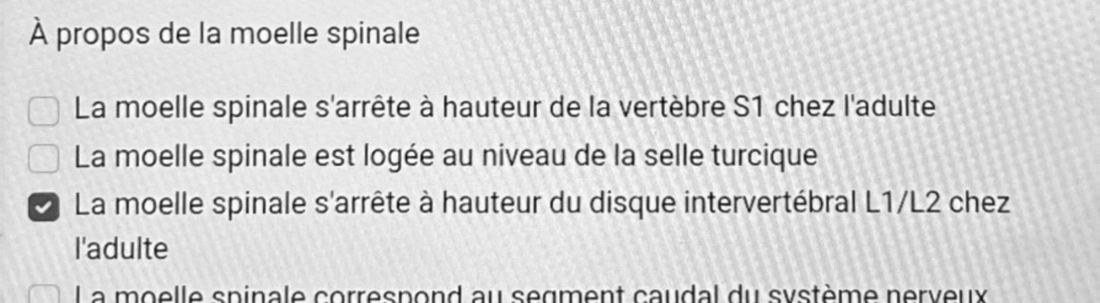 À propos de la moelle spinale
La moelle spinale s'arrête à hauteur de la vertèbre S1 chez l'adulte
La moelle spinale est logée au niveau de la selle turcique
La moelle spinale s'arrête à hauteur du disque intervertébral L1/L2 chez
l'adulte
La moelle spinale correspond au segment caudal du système nerveux